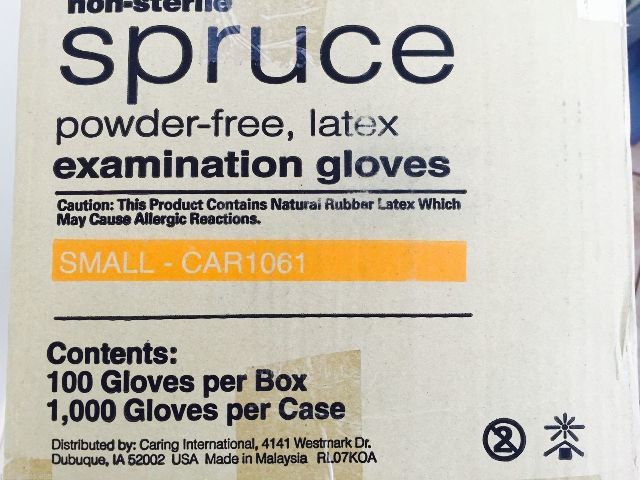 non-sterile
spruce
powder-free, latex
examination gloves
Caution: This Product Contains Natural Rubber Latex Which
May Cause Allergic Reactions.
SMALL - CAR1061
Contents:
100 Gloves per Box
1,000 Gloves per Case
Distributed by: Caring International, 4141 Westmark Dr.
Dubuque, IA 52002 USA Made in Malaysia RL07KOA
2